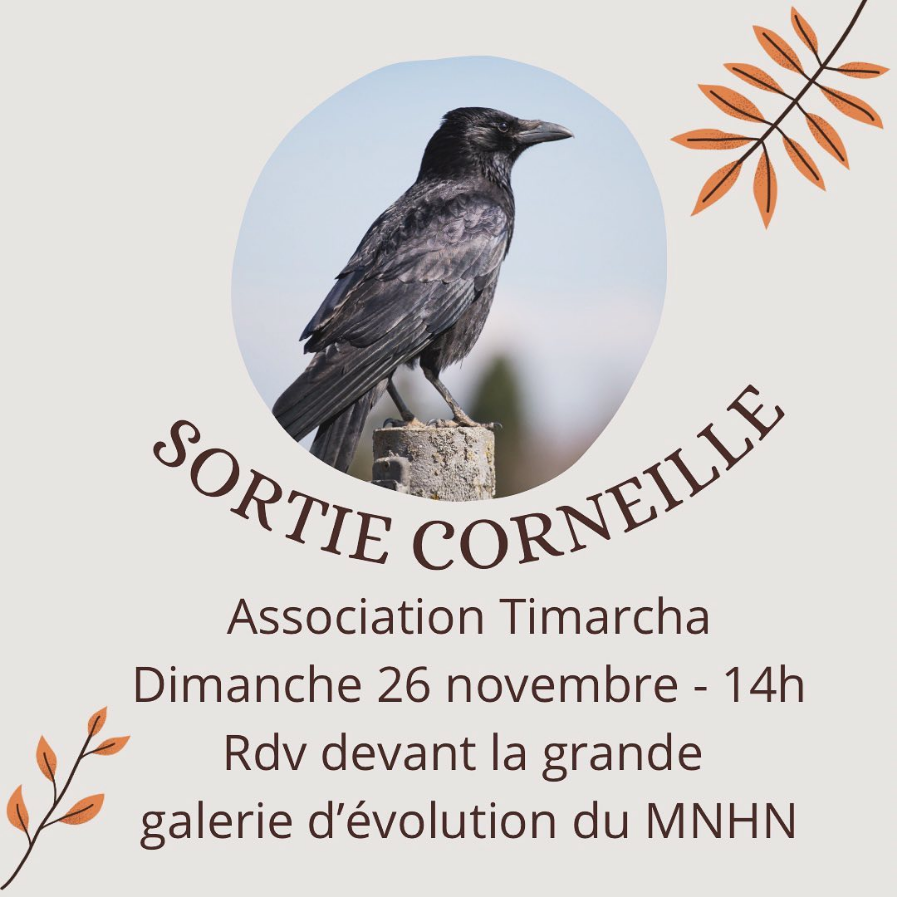 SORTIE CORNEILLE
Association Timarcha
Dimanche 26 novembre - 14h
Rdv devant la grande
galerie d’évolution du MNHN